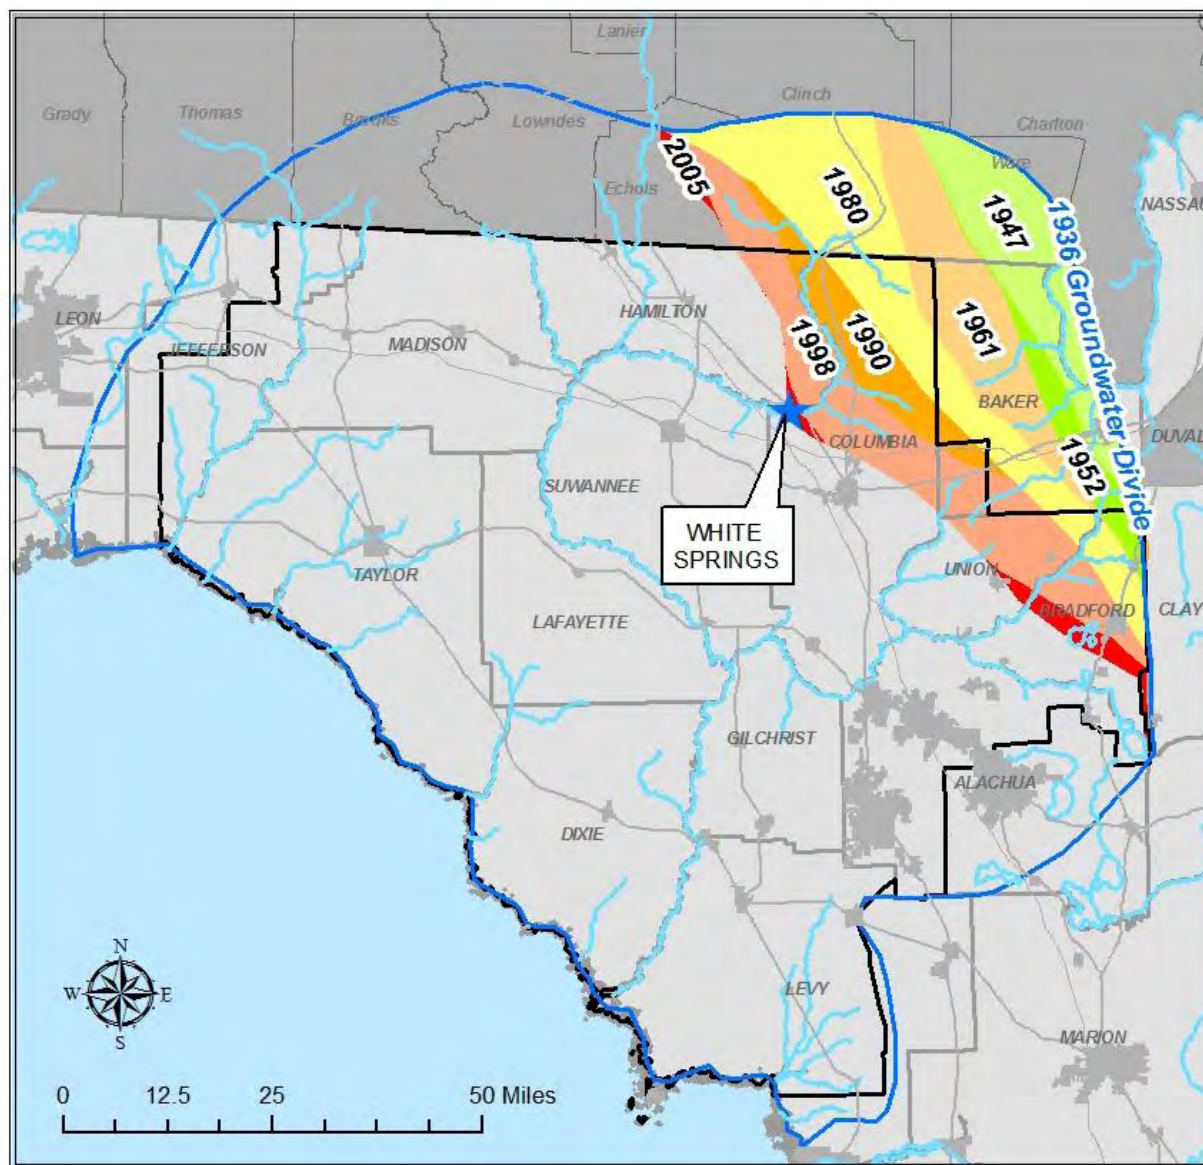 Lanier
Clinch
Grady
Thomas
Brooks
Lowndes
Charlton
Ware
Echols
2005
1980
1947
NASSAU
1936 Groundwater Divide
LEON
JEFFERSON
MADISON
HAMILTON
1998
1990
1961
BAKER
COLUMBIA
DUVAL
1952
SUWANNEE
WHITE
SPRINGS
TAYLOR
UNION
BRADFORD
CLAY
LAFAYETTE
GILCHRIST
ALACHUA
DIXIE
LEVY
MARION
N
W
E
S
0 12.5 25 50 Miles